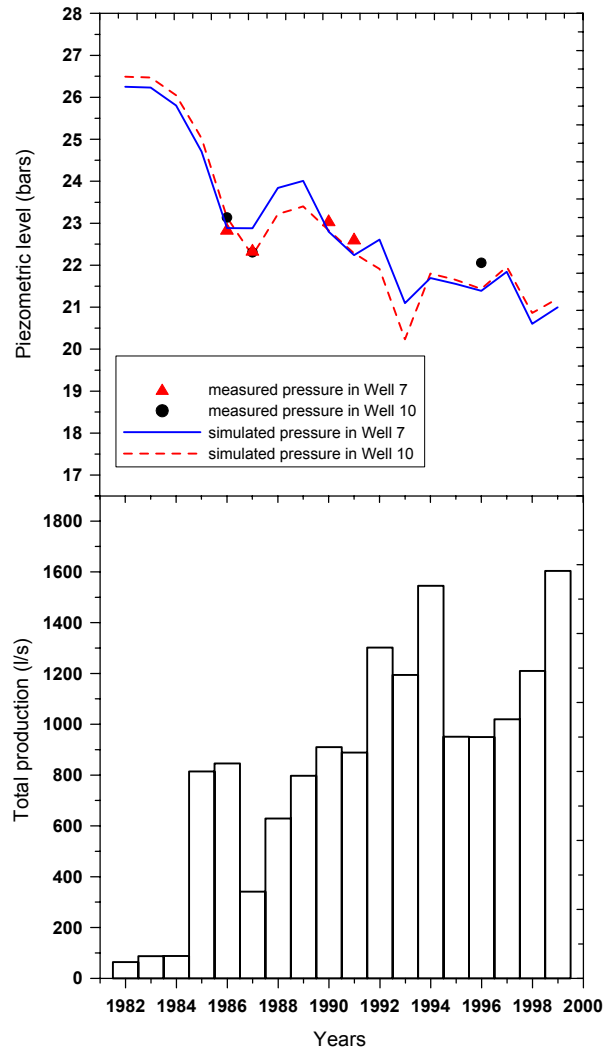 28
27
26
25
24
23
22
21
20
19
18
17
16
Piezometric level (bars)
measured pressure in Well 7
measured pressure in Well 10
simulated pressure in Well 7
simulated pressure in Well 10
1800
1600
1400
1200
1000
800
600
400
200
0
Total production (l/s)
1982 1984 1986 1988 1990 1992 1994 1996 1998 2000
Years